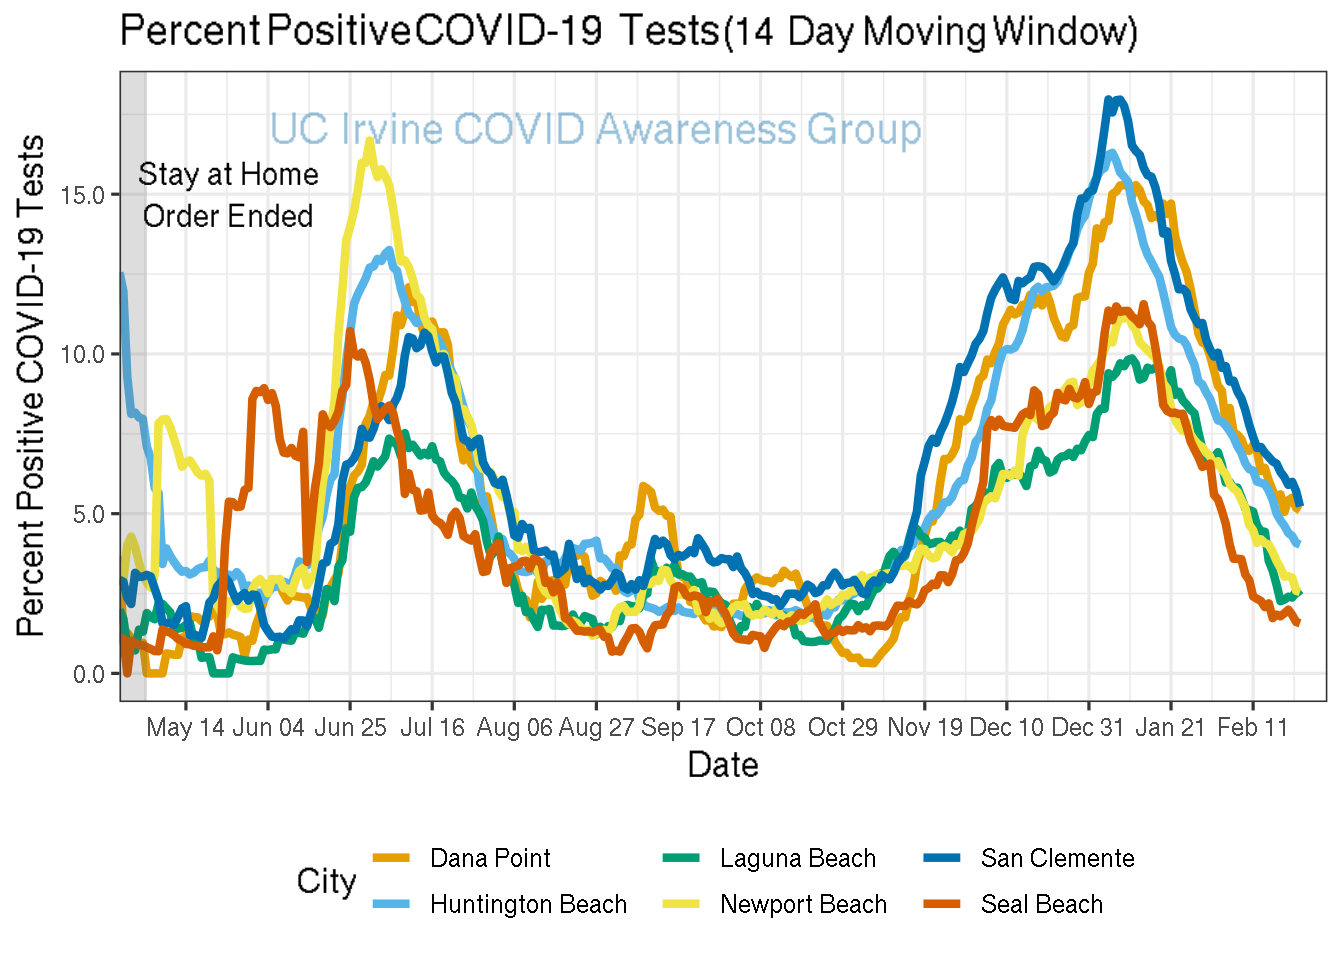 Percent Positive COVID-19 Tests(14 Day Moving Window)
UC Irvine COVID Awareness Group
Stay at Home
Order Ended
Percent Positive COVID-19 Tests
15.0
10.0
5.0
0.0
May 14 Jun 04 Jun 25 Jul 16 Aug 06 Aug 27 Sep 17 Oct 08 Oct 29 Nov 19 Dec 10 Dec 31 Jan 21 Feb 11
Date
City
Dana Point Laguna Beach San Clemente
Huntington Beach Newport Beach Seal Beach